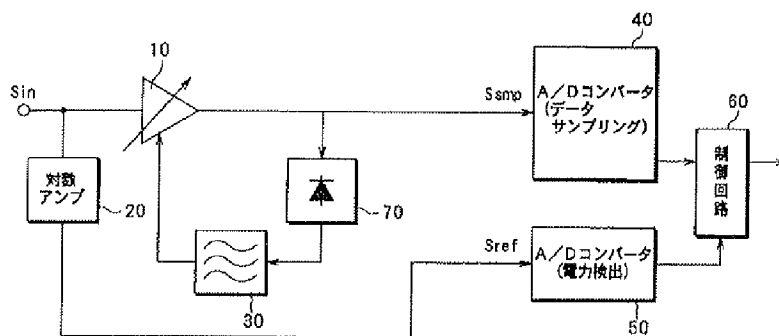 10
40
Sin
Ssmp
A/Dコンバータ
(データ
サンプリング)
60
制御回路
対数
アンプ
20
70
Sref
A/Dコンバータ
(電力検出)
30
50